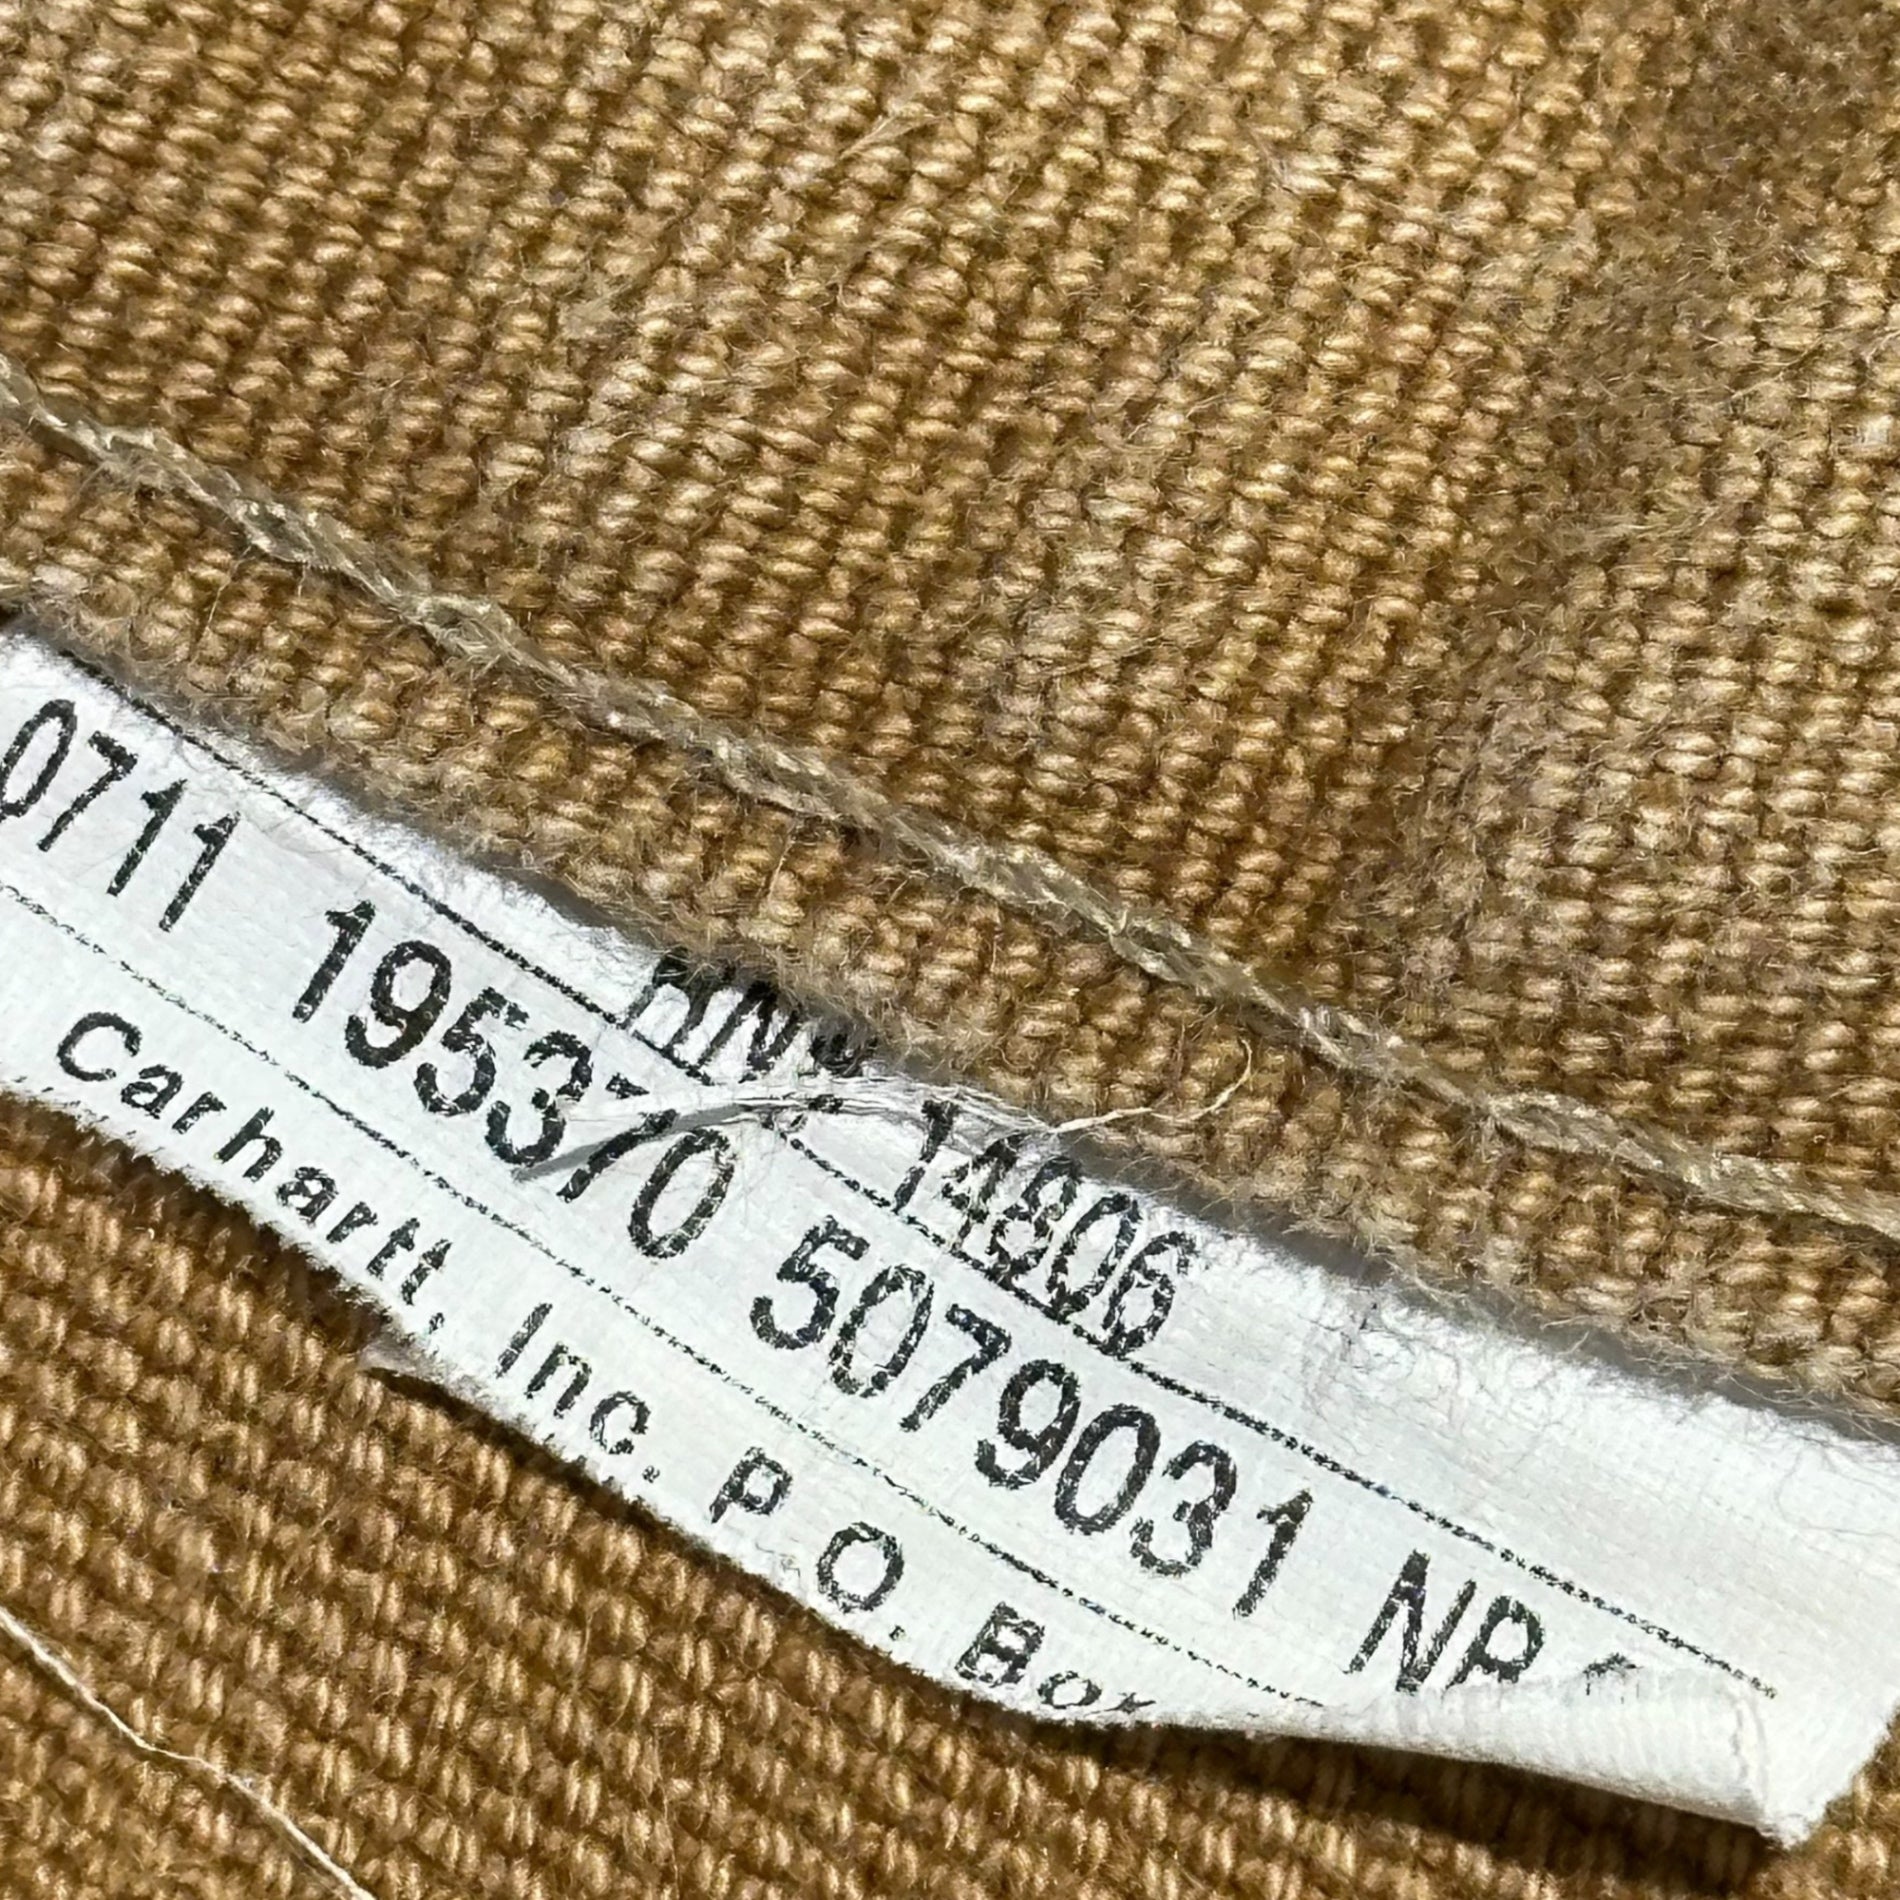 RN 14806
0711 195370 5079031 NP
Carhartt, Inc. P.O. Box